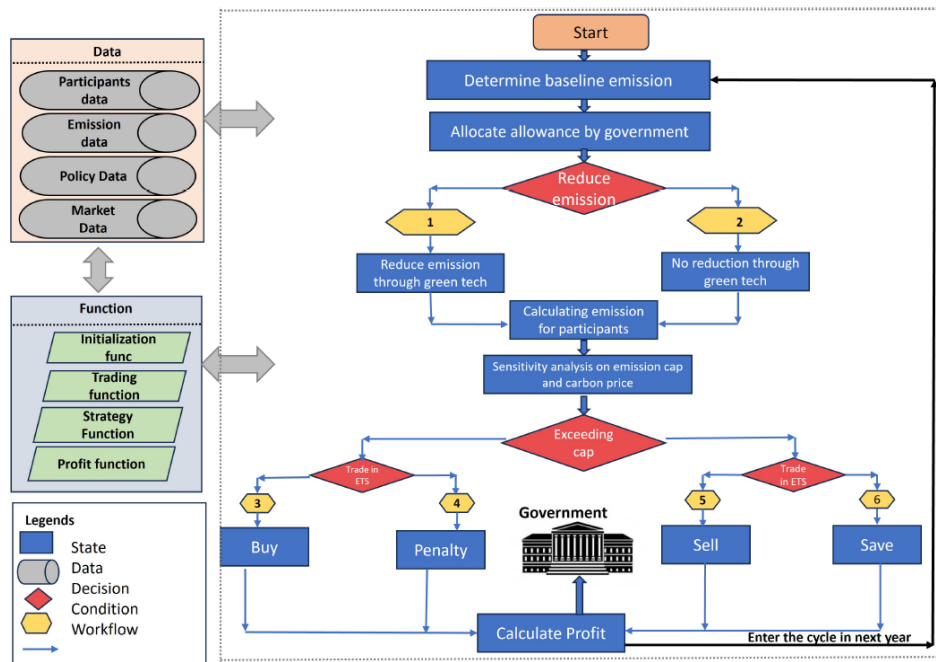 Start
Data
Participants
data
Emission
data
Policy Data
Market
Data
Determine baseline emission
Allocate allowance by government
Reduce
emission
1
2
Reduce emission
through green tech
No reduction through
green tech
Function
Initialization
func
Trading
function
Strategy
Function
Profit function
Calculating emission
for participants
Sensitivity analysis on emission cap
and carbon price
Exceeding
cap
Trade in
ETS
Trade
in ETS
3
4
5
6
Buy
Penalty
Government
Sell
Save
Calculate Profit
Enter the cycle in next year
Legends
State
Data
Decision
Condition
Workflow